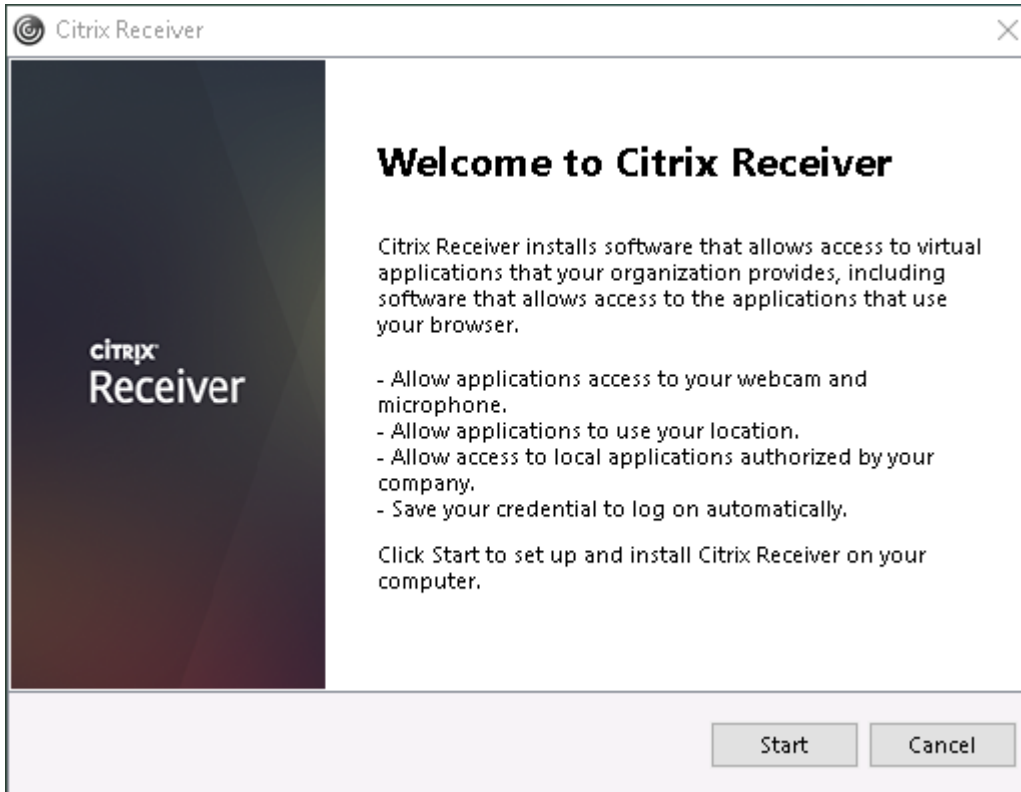 Citrix Receiver
Welcome to Citrix Receiver
Citrix Receiver installs software that allows access to virtual
applications that your organization provides, including
software that allows access to the applications that use
your browser.
- Allow applications access to your webcam and
microphone.
- Allow applications to use your location.
- Allow access to local applications authorized by your
company.
- Save your credential to log on automatically.
Click Start to set up and install Citrix Receiver on your
computer.
CİTRIX
Receiver
Start Cancel